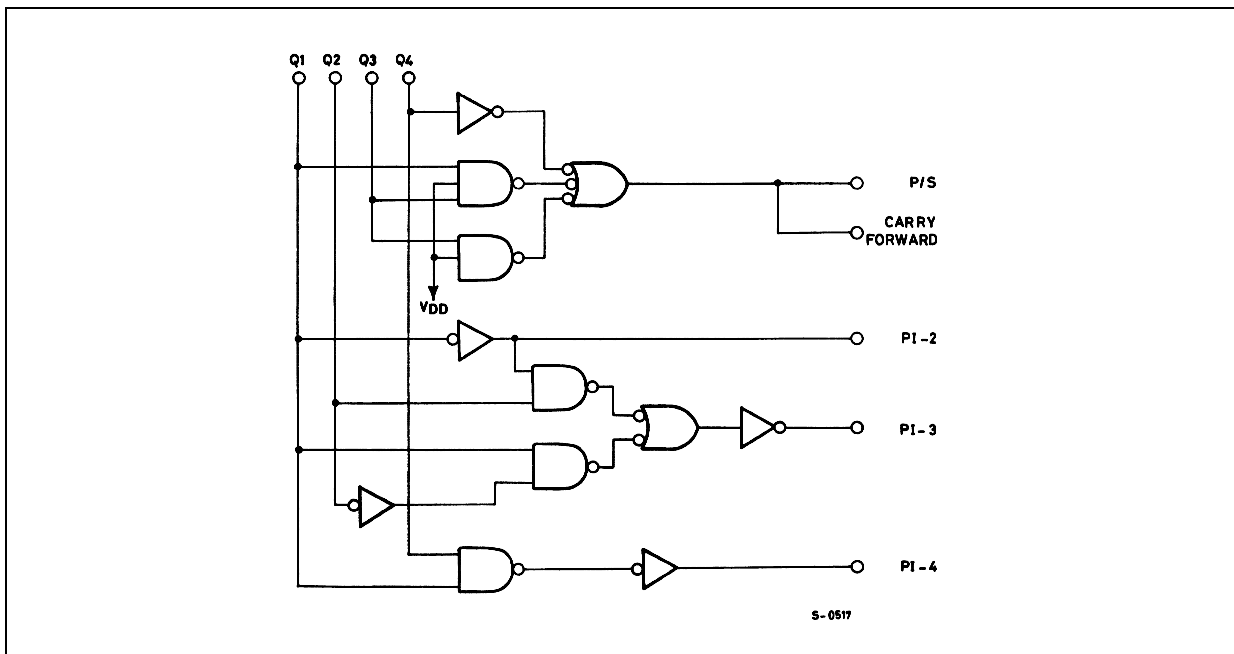 Q1 Q2 Q3 Q4
P/S
CARRY
FORWARD
VDD
PI-2
PI-3
PI-4
S-0517